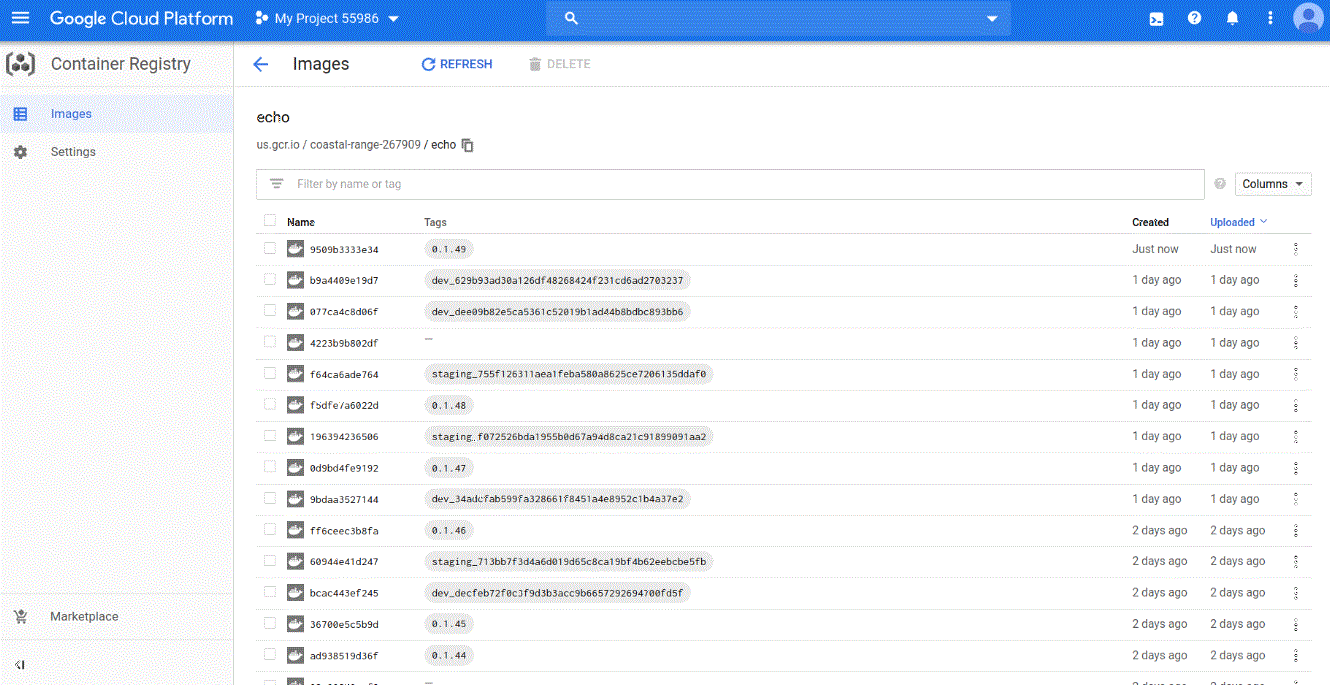 Google Cloud Platform My Project 55986
Container Registry Images REFRESH DELETE
Images
Settings
Marketplace
echo
us.gcr.io / coastal-range-267909 / echo
Filter by name or tag Columns
Name Tags Created Uploaded
9509b3333e34 0.1.49 Just now Just now
b9a4409e19d7 dev_629b93ad30a126df48268424f231cd6ad2703237 1 day ago 1 day ago
077ca4c8d06f dev_dee09b82e5ca5361c52019b1ad44b8bdbc893bb6 1 day ago 1 day ago
4223b9b802df — 1 day ago 1 day ago
f64ca6ade764 staging_755f126311aea1feba580a8625ce7206135ddaf0 1 day ago 1 day ago
f5dfe7a6022d 0.1.48 1 day ago 1 day ago
196394236506 staging_f072526bda1955b0d67a94d8ca21c91899091aa2 1 day ago 1 day ago
0d9bd4fe9192 0.1.47 1 day ago 1 day ago
9bdaa3527144 dev_34adcfab599fa328661f8451a4e8952c1b4a37e2 1 day ago 1 day ago
ff6ceec3b8fa 0.1.46 2 days ago 2 days ago
60944e41d247 staging_713bb7f3d4a6d019d65c8ca19bf4b62eebcbe5fb 2 days ago 2 days ago
bcac443ef245 dev_decfeb72f0c3f9d3b3acc9b6657292694700fd5f 2 days ago 2 days ago
36700e5c5b9d 0.1.45 2 days ago 2 days ago
ad938519d36f 0.1.44 2 days ago 2 days ago